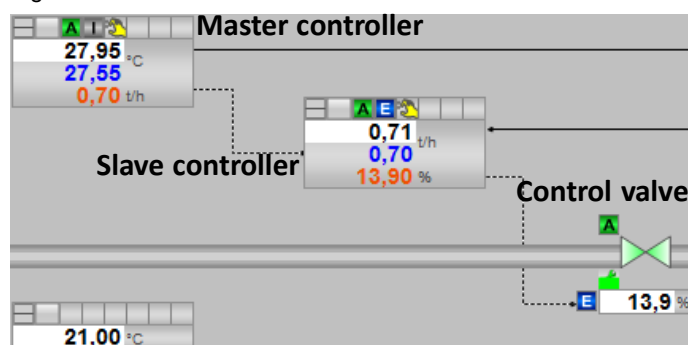 A I Master controller
27,95 °C
27,55
0,70 t/h
A E
0,71 t/h
0,70
13,90 %
Slave controller
Control valve
A
E 13,9 %
21,00 °C